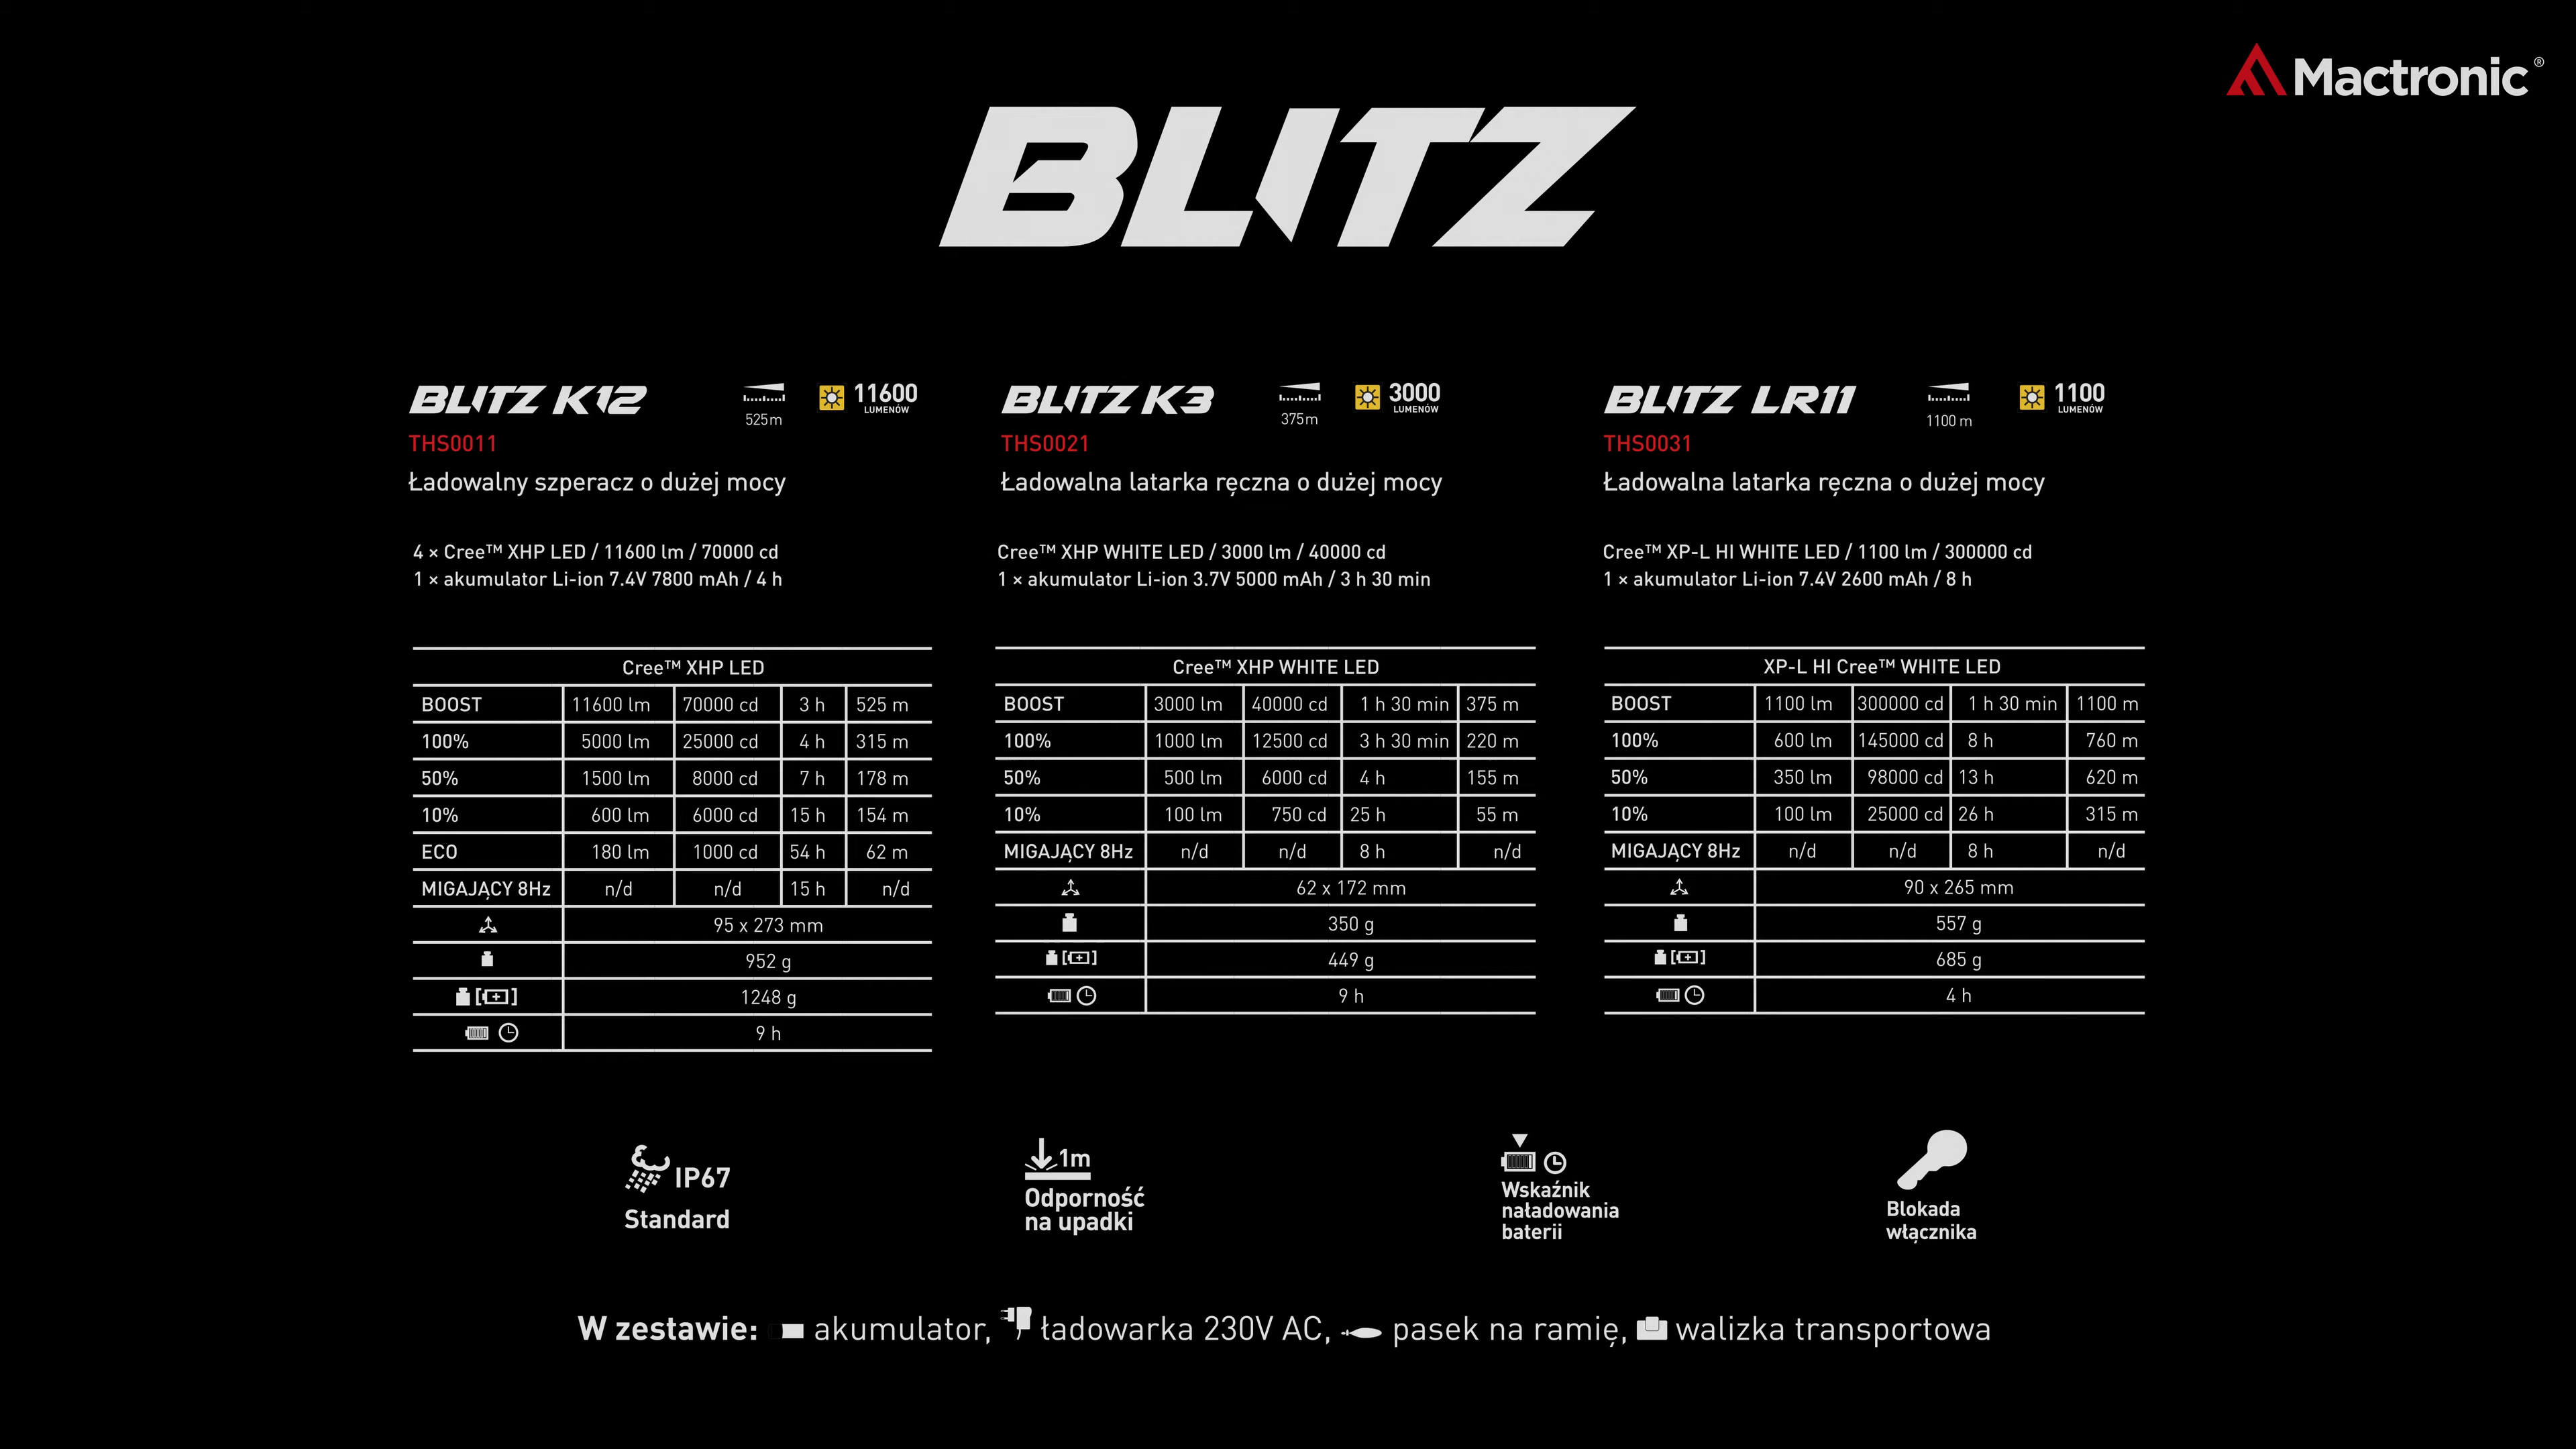 Mactronic®
BLITZ
BLITZ K12
525m
11600
LUMENÓW
THS0011
Ładowalny szperacz o dużej mocy
4 × Cree™ XHP LED / 11600 lm / 70000 cd
1 × akumulator Li-ion 7.4V 7800 mAh / 4 h
Cree™ XHP LED
BOOST 11600 lm 70000 cd 3 h 525 m
100% 5000 lm 25000 cd 4 h 315 m
50% 1500 lm 8000 cd 7 h 178 m
10% 600 lm 6000 cd 15 h 154 m
ECO 180 lm 1000 cd 54 h 62 m
MIGAJĄCY 8Hz n/d n/d 15 h n/d
95 x 273 mm
952 g
1248 g
9 h
BLITZ K3
375m
3000
LUMENÓW
THS0021
Ładowalna latarka ręczna o dużej mocy
Cree™ XHP WHITE LED / 3000 lm / 40000 cd
1 × akumulator Li-ion 3.7V 5000 mAh / 3 h 30 min
Cree™ XHP WHITE LED
BOOST 3000 lm 40000 cd 1 h 30 min 375 m
100% 1000 lm 12500 cd 3 h 30 min 220 m
50% 500 lm 6000 cd 4 h 155 m
10% 100 lm 750 cd 25 h 55 m
MIGAJĄCY 8Hz n/d n/d 8 h n/d
62 x 172 mm
350 g
449 g
9 h
BLITZ LR11
1100 m
1100
LUMENÓW
THS0031
Ładowalna latarka ręczna o dużej mocy
Cree™ XP-L HI WHITE LED / 1100 lm / 300000 cd
1 × akumulator Li-ion 7.4V 2600 mAh / 8 h
XP-L HI Cree™ WHITE LED
BOOST 1100 lm 300000 cd 1 h 30 min 1100 m
100% 600 lm 145000 cd 8 h 760 m
50% 350 lm 98000 cd 13 h 620 m
10% 100 lm 25000 cd 26 h 315 m
MIGAJĄCY 8Hz n/d n/d 8 h n/d
90 x 265 mm
557 g
685 g
4 h
IP67
Standard
1m
Odporność
na upadki
Wskaźnik
naładowania
baterii
Blokada
włącznika
W zestawie: akumulator, ładowarka 230V AC, pasek na ramię, walizka transportowa